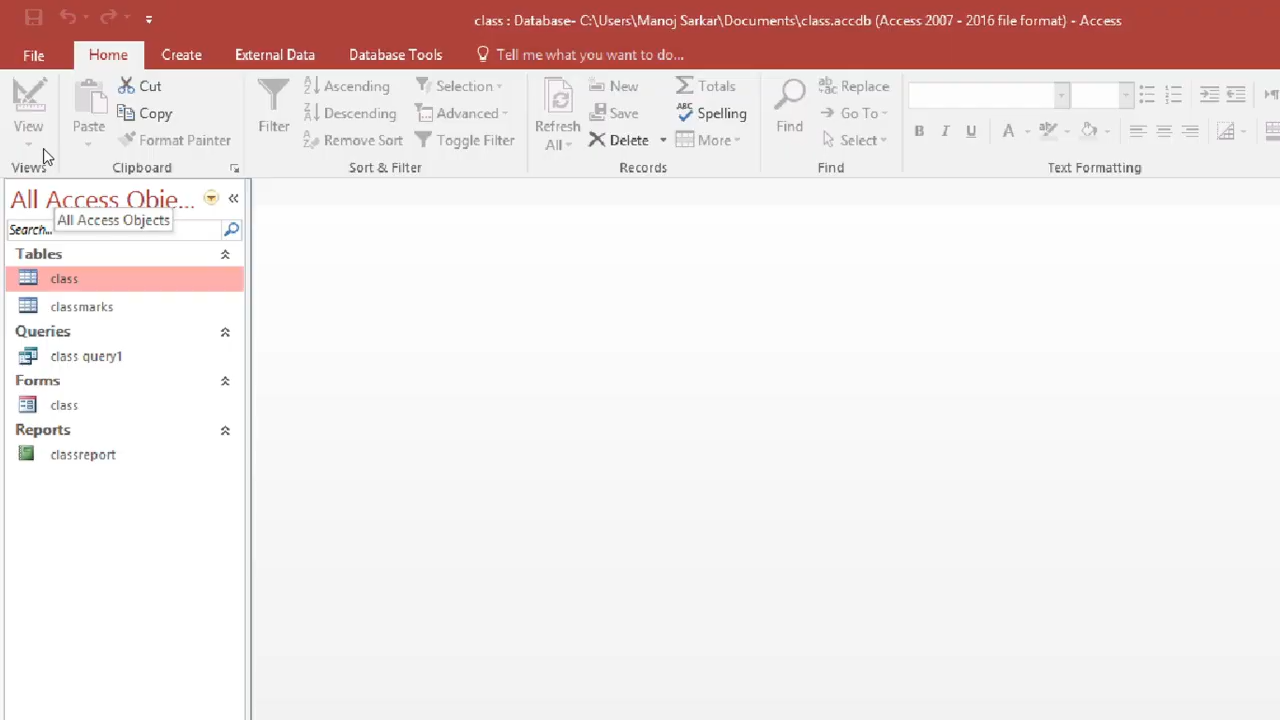 class : Database- C:\Users\Manoj Sarkar\Documents\class.accdb (Access 2007 - 2016 file format) - Access
File Home Create External Data Database Tools Tell me what you want to do...
View
Views
Paste
Cut
Copy
Format Painter
Clipboard
Filter
Ascending
Descending
Remove Sort
Selection
Advanced
Toggle Filter
Sort & Filter
Refresh
All
New
Save
Delete
Totals
Spelling
More
Records
Find
Replace
Go To
Select
Find
B I U A
Text Formatting
All Access Obje...
All Access Objects
Search...
Tables
class
classmarks
Queries
class query1
Forms
class
Reports
classreport